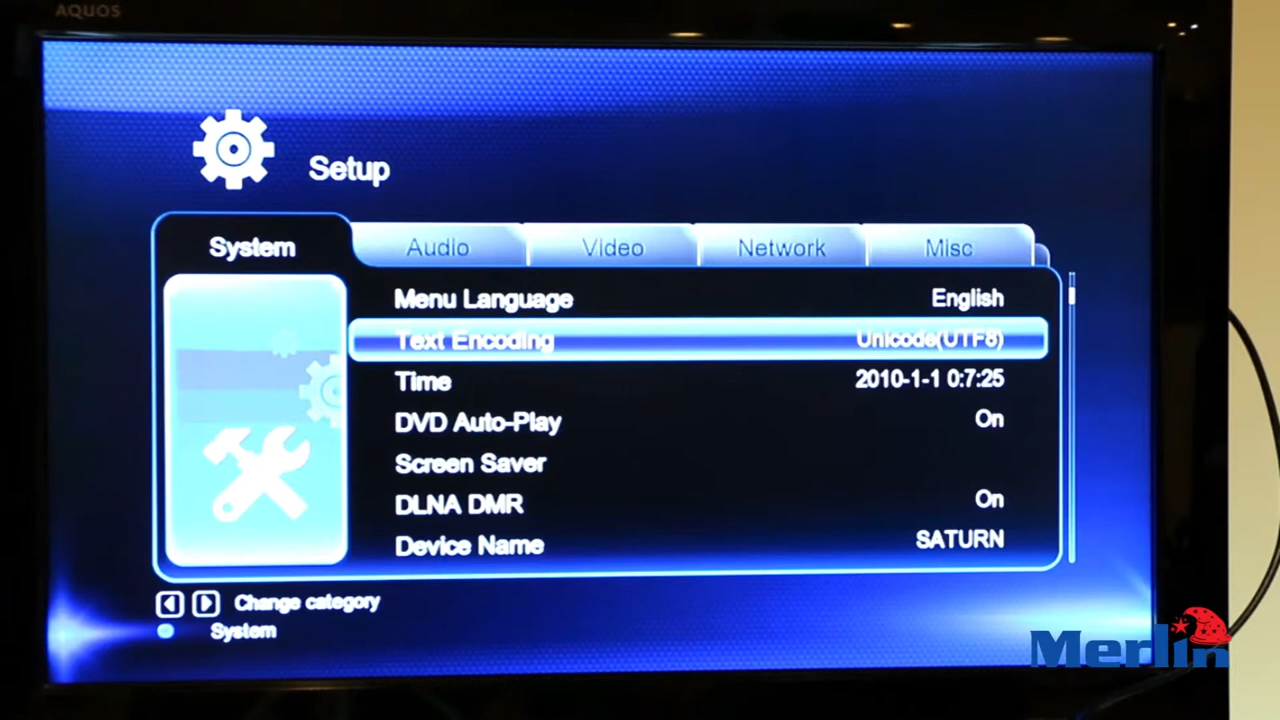 AQUOS
Setup
System Audio Video Network Misc
Menu Language English
Text Encoding Unicode(UTF8)
Time 2010-1-1 0:7:25
DVD Auto-Play On
Screen Saver
DLNA DMR On
Device Name SATURN
Change category
System
Merlin